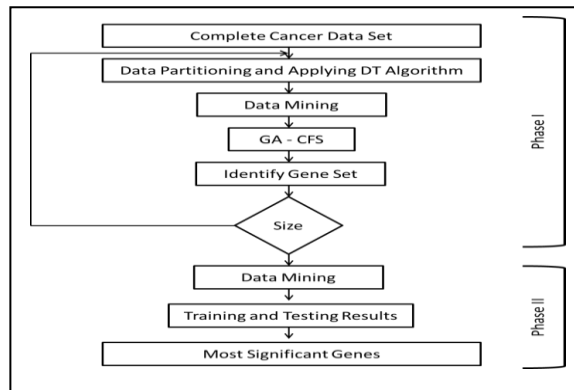 Complete Cancer Data Set
Data Partitioning and Applying DT Algorithm
Data Mining
GA - CFS
Identify Gene Set
Size
Phase I
Data Mining
Training and Testing Results
Most Significant Genes
Phase II